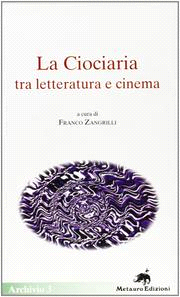 La Ciociaria
tra letteratura e cinema
a cura di
FRANCO ZANGRILLI
Archivio 3
Metauro Edizioni